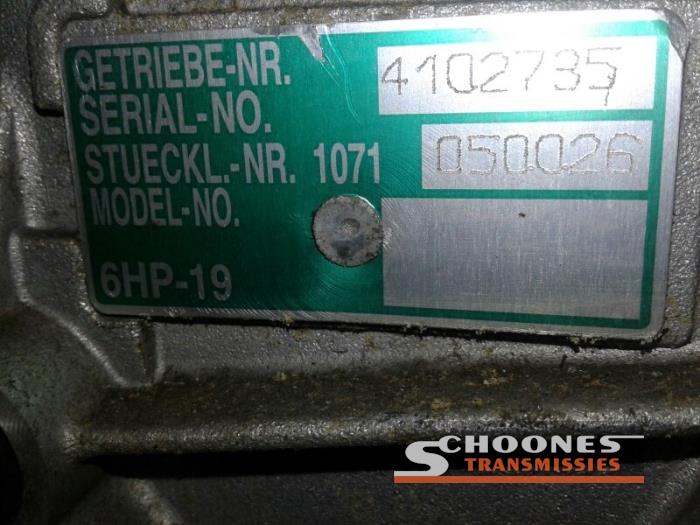 GETRIEBE-NR. 4102735
SERIAL-NO.
STUECKL.-NR. 1071 050026
MODEL-NO.
6HP-19
SCHOONES
TRANSMISSIES